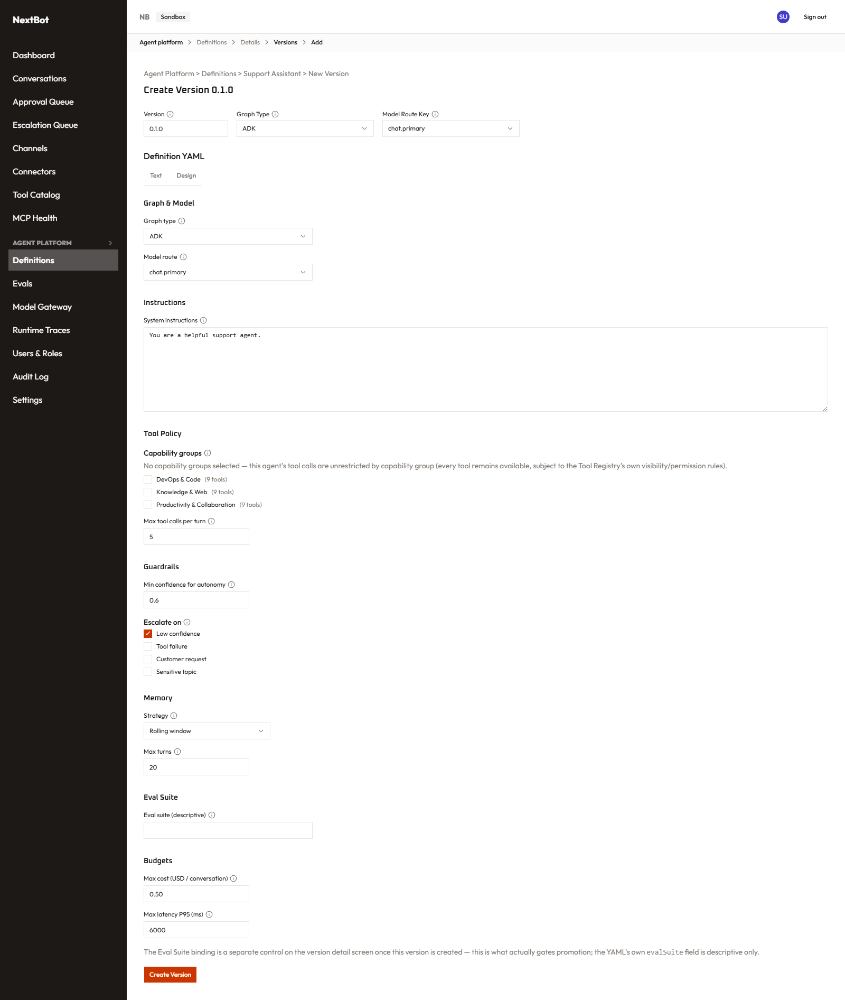 NextBot
Dashboard
Conversations
Approval Queue
Escalation Queue
Channels
Connectors
Tool Catalog
MCP Health
AGENT PLATFORM
Definitions
Evals
Model Gateway
Runtime Traces
Users & Roles
Audit Log
Settings
NB Sandbox
SU Sign out
Agent platform > Definitions > Details > Versions > Add
Agent Platform > Definitions > Support Assistant > New Version
Create Version 0.1.0
Version Graph Type Model Route Key
0.1.0 ADK chat.primary
Definition YAML
Text Design
Graph & Model
Graph type
ADK
Model route
chat.primary
Instructions
System instructions
You are a helpful support agent.
Tool Policy
Capability groups
No capability groups selected — this agent's tool calls are unrestricted by capability group (every tool remains available, subject to the Tool Registry's own visibility/permission rules).
DevOps & Code (9 tools)
Knowledge & Web (9 tools)
Productivity & Collaboration (9 tools)
Max tool calls per turn
5
Guardrails
Min confidence for autonomy
0.6
Escalate on
Low confidence
Tool failure
Customer request
Sensitive topic
Memory
Strategy
Rolling window
Max turns
20
Eval Suite
Eval suite (descriptive)
Budgets
Max cost (USD / conversation)
0.50
Max latency P95 (ms)
6000
The Eval Suite binding is a separate control on the version detail screen once this version is created — this is what actually gates promotion; the YAML's own evalSuite field is descriptive only.
Create Version